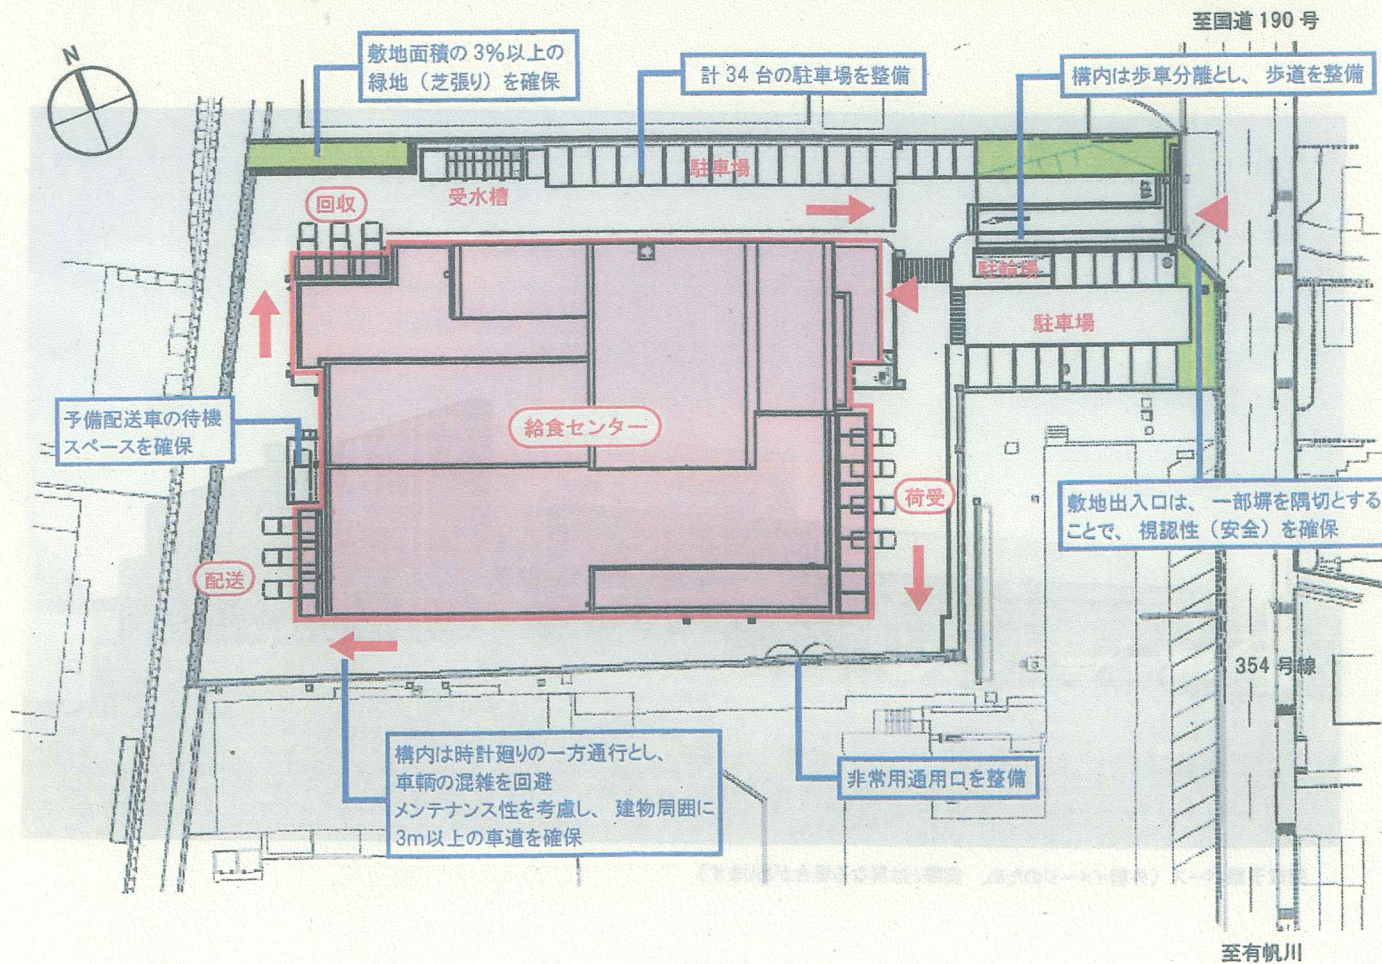 至国道 190 号
N
敷地面積の 3%以上の
緑地（芝張り）を確保
計 34 台の駐車場を整備
構内は歩車分離とし、歩道を整備
駐車場
受水槽
回収
駐輪場
駐車場
予備配送車の待機
スペースを確保
給食センター
荷受
敷地出入口は、一部塀を隅切とする
ことで、視認性（安全）を確保
配送
354 号線
構内は時計廻りの一方通行とし、
車輌の混雑を回避
メンテナンス性を考慮し、建物周囲に
3m以上の車道を確保
非常用通用口を整備
至有帆川